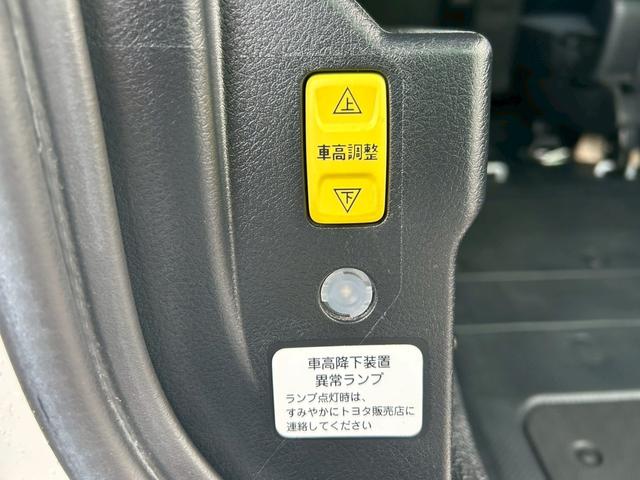 上
車高調整
下
車高降下装置
異常ランプ
ランプ点灯時は、
すみやかにトヨタ販売店に
連絡してください